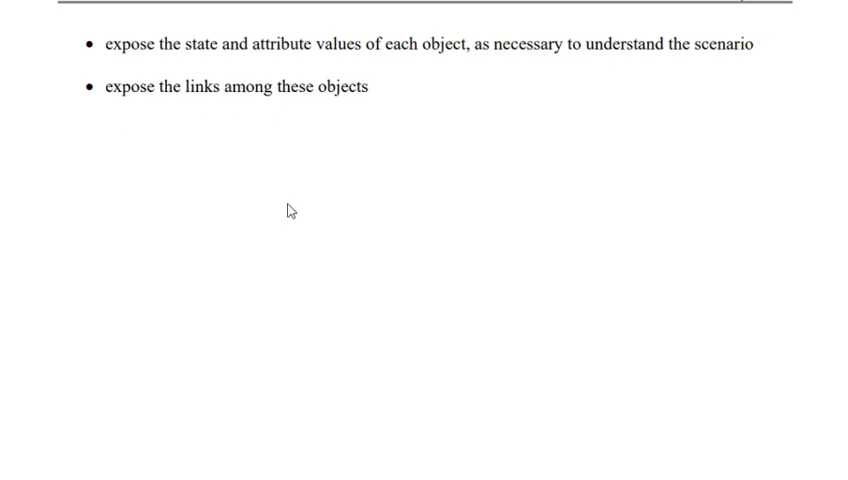 • expose the state and attribute values of each object, as necessary to understand the scenario
• expose the links among these objects